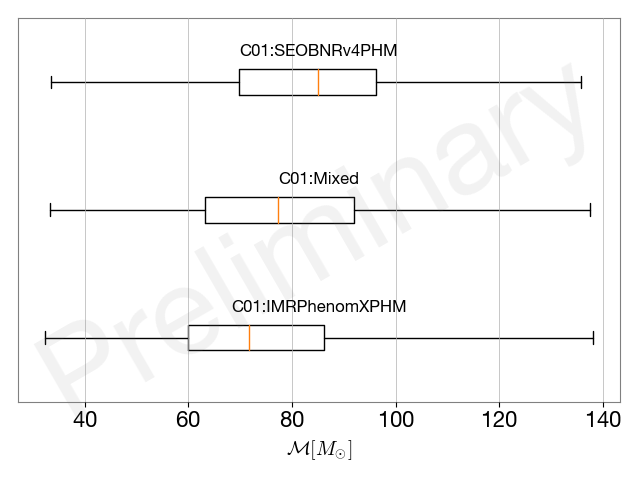 C01:SEOBNRv4PHM
C01:Mixed
C01:IMRPhenomXPHM
Preliminary
40 60 80 100 120 140
ℳ[M⊙]